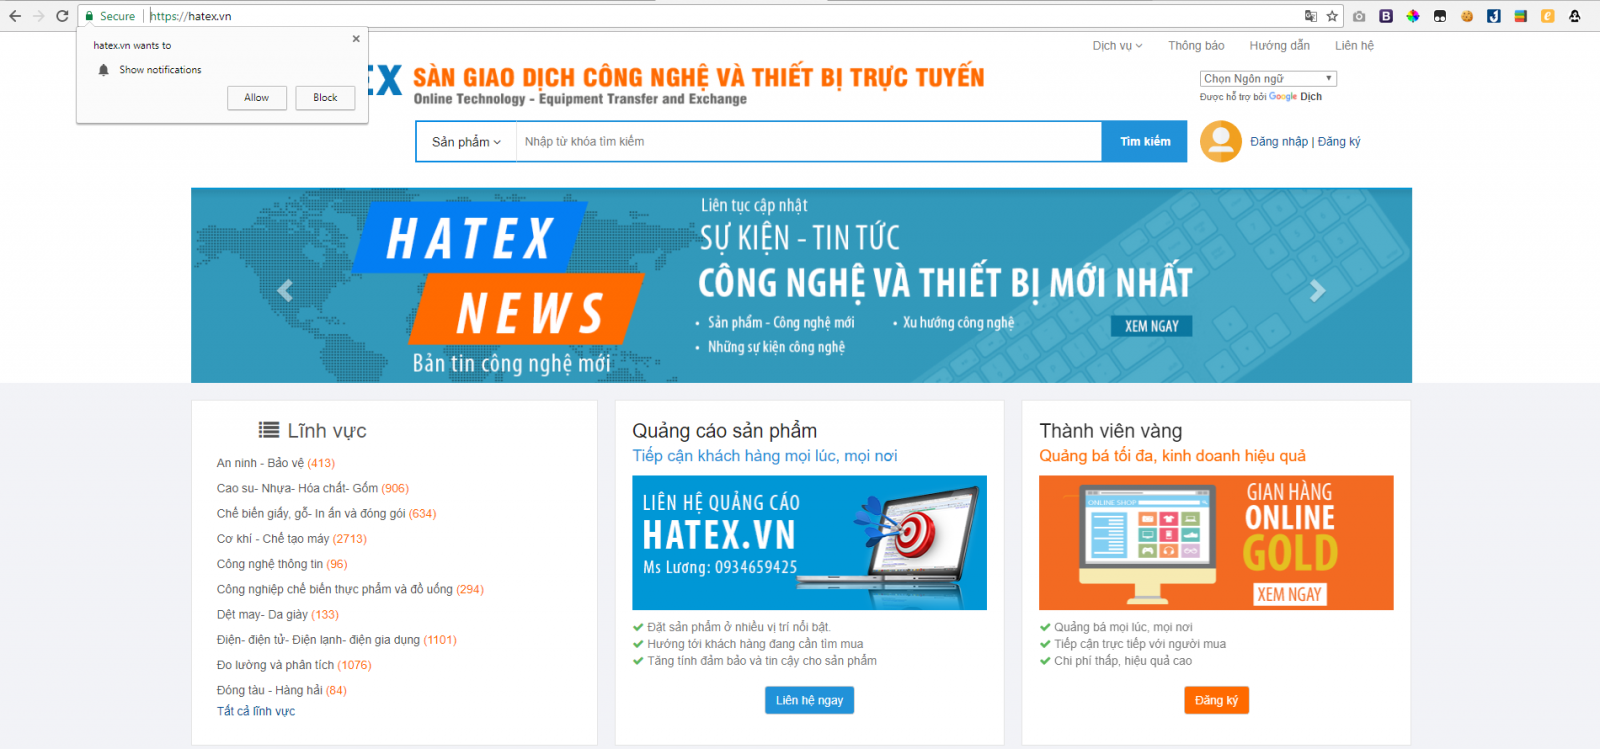 Secure | https://hatex.vn
hatex.vn wants to
Show notifications
Allow Block
Dịch vụ Thông báo Hướng dẫn Liên hệ
EX SÀN GIAO DỊCH CÔNG NGHỆ VÀ THIẾT BỊ TRỰC TUYẾN
Online Technology - Equipment Transfer and Exchange
Chọn Ngôn ngữ
Được hỗ trợ bởi Google Dịch
Sản phẩm Nhập từ khóa tìm kiếm Tìm kiếm Đăng nhập | Đăng ký
HATEX
NEWS
Bản tin công nghệ mới
Liên tục cập nhật
SỰ KIỆN - TIN TỨC
CÔNG NGHỆ VÀ THIẾT BỊ MỚI NHẤT
• Sản phẩm - Công nghệ mới • Xu hướng công nghệ
• Những sự kiện công nghệ
XEM NGAY
Lĩnh vực
An ninh - Bảo vệ (413)
Cao su- Nhựa- Hóa chất- Gốm (906)
Chế biến giấy, gỗ- In ấn và đóng gói (634)
Cơ khí - Chế tạo máy (2713)
Công nghệ thông tin (96)
Công nghiệp chế biến thực phẩm và đồ uống (294)
Dệt may- Da giày (133)
Điện- điện tử- Điện lạnh- điện gia dụng (1101)
Đo lường và phân tích (1076)
Đóng tàu - Hàng hải (84)
Tất cả lĩnh vực
Quảng cáo sản phẩm
Tiếp cận khách hàng mọi lúc, mọi nơi
LIÊN HỆ QUẢNG CÁO
HATEX.VN
Ms Lương: 0934659425
Đặt sản phẩm ở nhiều vị trí nổi bật.
Hướng tới khách hàng đang cần tìm mua
Tăng tính đảm bảo và tin cậy cho sản phẩm
Liên hệ ngay
Thành viên vàng
Quảng bá tối đa, kinh doanh hiệu quả
ONLINE SHOP
GIAN HÀNG
ONLINE
GOLD
XEM NGAY
Quảng bá mọi lúc, mọi nơi
Tiếp cận trực tiếp với người mua
Chi phí thấp, hiệu quả cao
Đăng ký